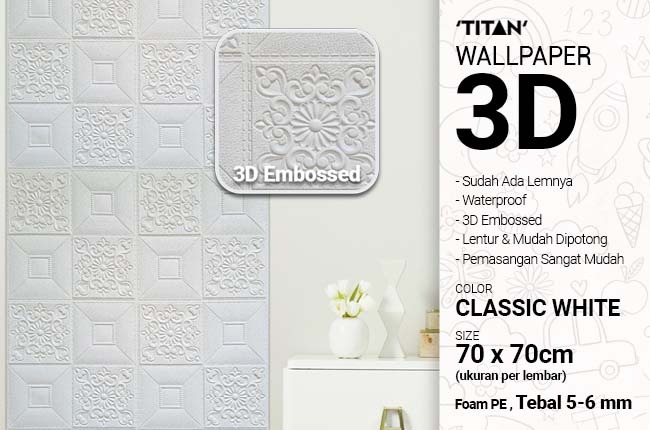 3D Embossed
'TITAN'
WALLPAPER
3D
- Sudah Ada Lemnya
- Waterproof
- 3D Embossed
- Lentur & Mudah Dipotong
- Pemasangan Sangat Mudah
COLOR
CLASSIC WHITE
SIZE
70 x 70cm
(ukuran per lembar)
Foam PE , Tebal 5-6 mm
123